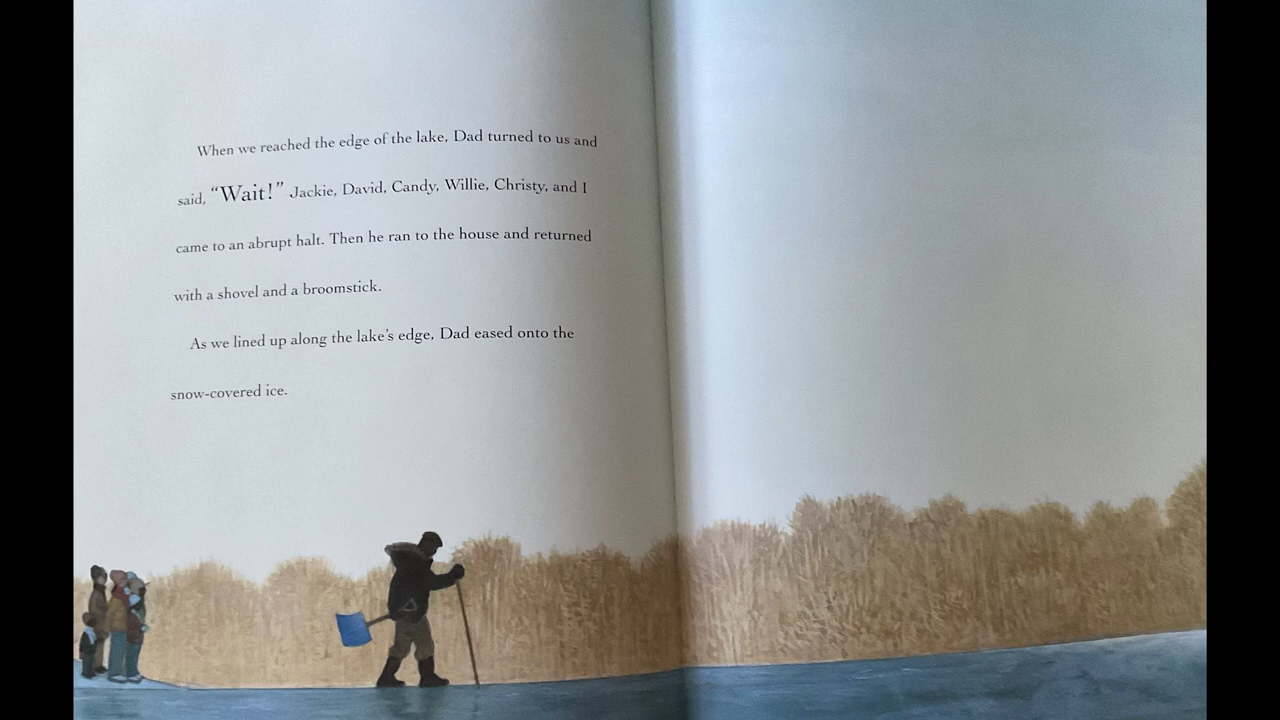 When we reached the edge of the lake, Dad turned to us and
said, “Wait!” Jackie, David, Candy, Willie, Christy, and I
came to an abrupt halt. Then he ran to the house and returned
with a shovel and a broomstick.
As we lined up along the lake’s edge, Dad eased onto the
snow-covered ice.